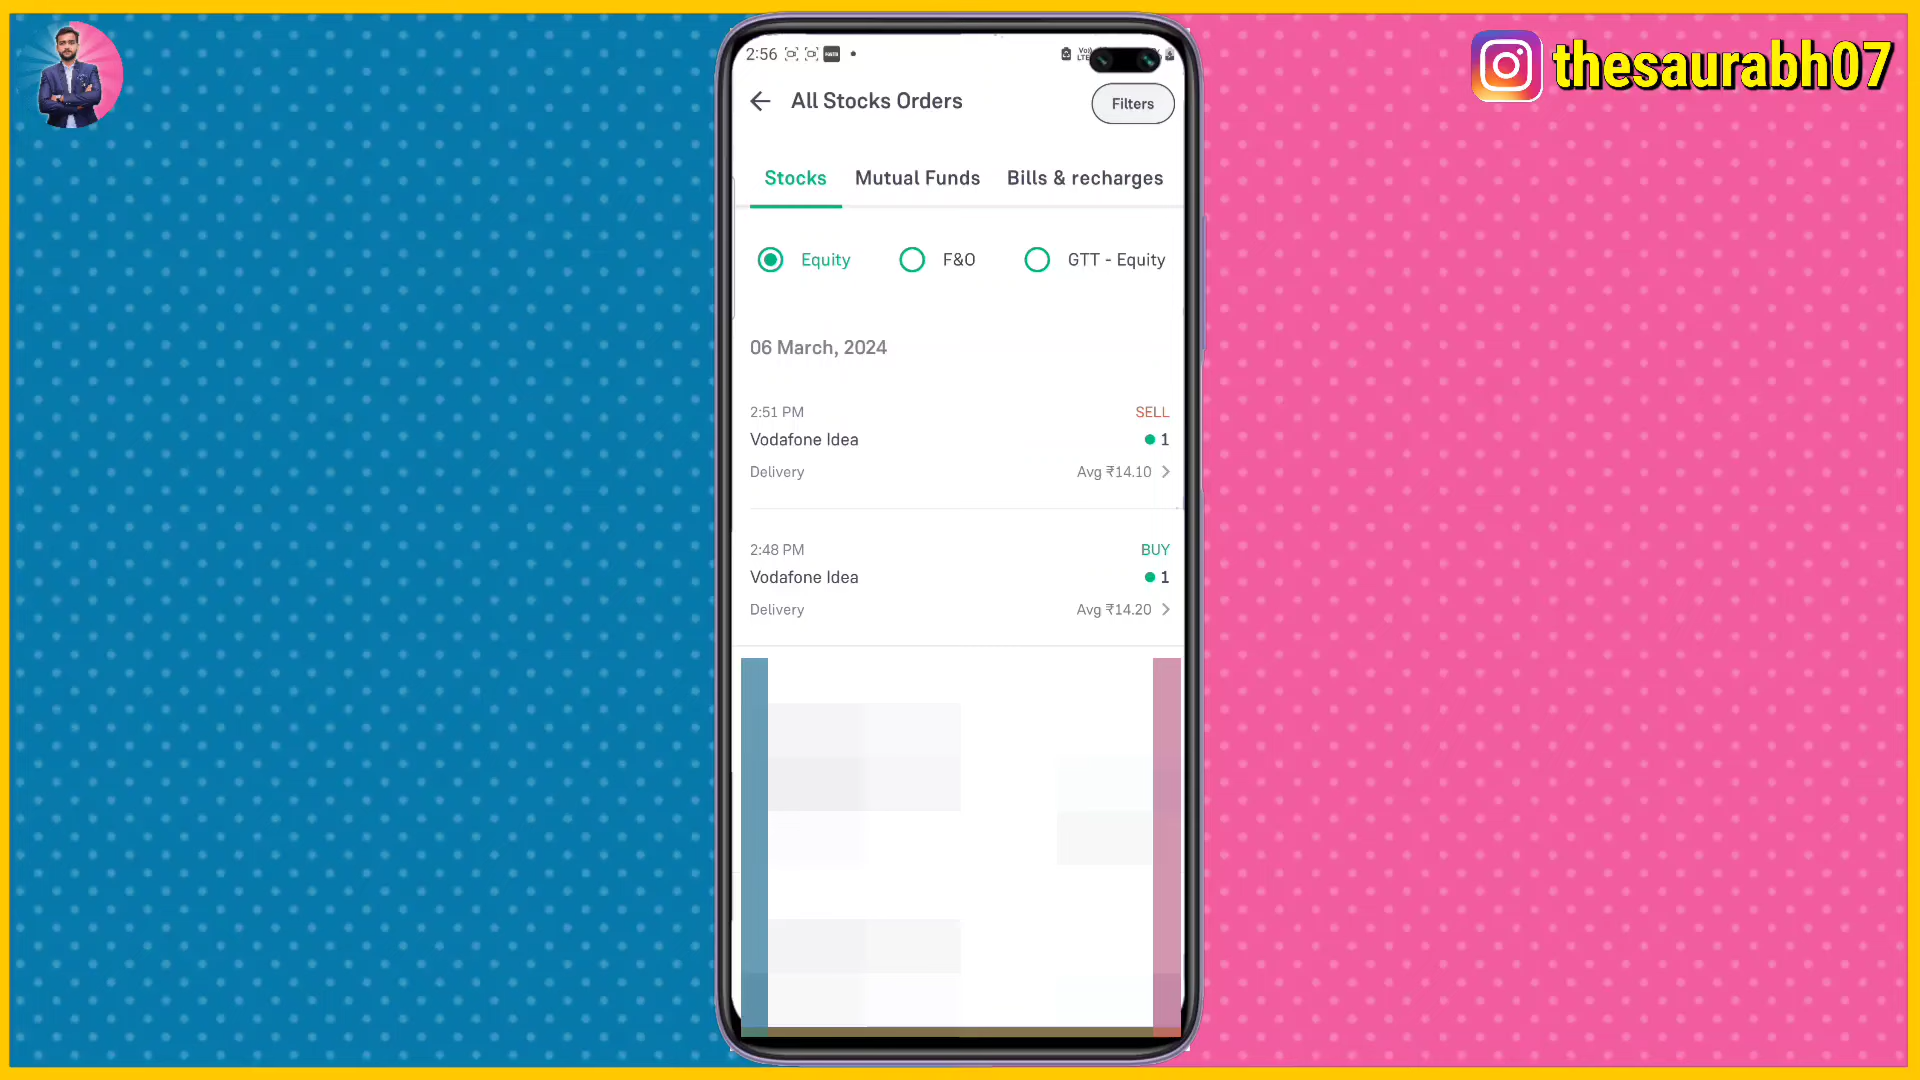 thesaurabh07
2:56
All Stocks Orders
Filters
Stocks Mutual Funds Bills & recharges
Equity F&O GTT - Equity
06 March, 2024
2:51 PM SELL
Vodafone Idea 1
Delivery Avg ₹14.10
2:48 PM BUY
Vodafone Idea 1
Delivery Avg ₹14.20